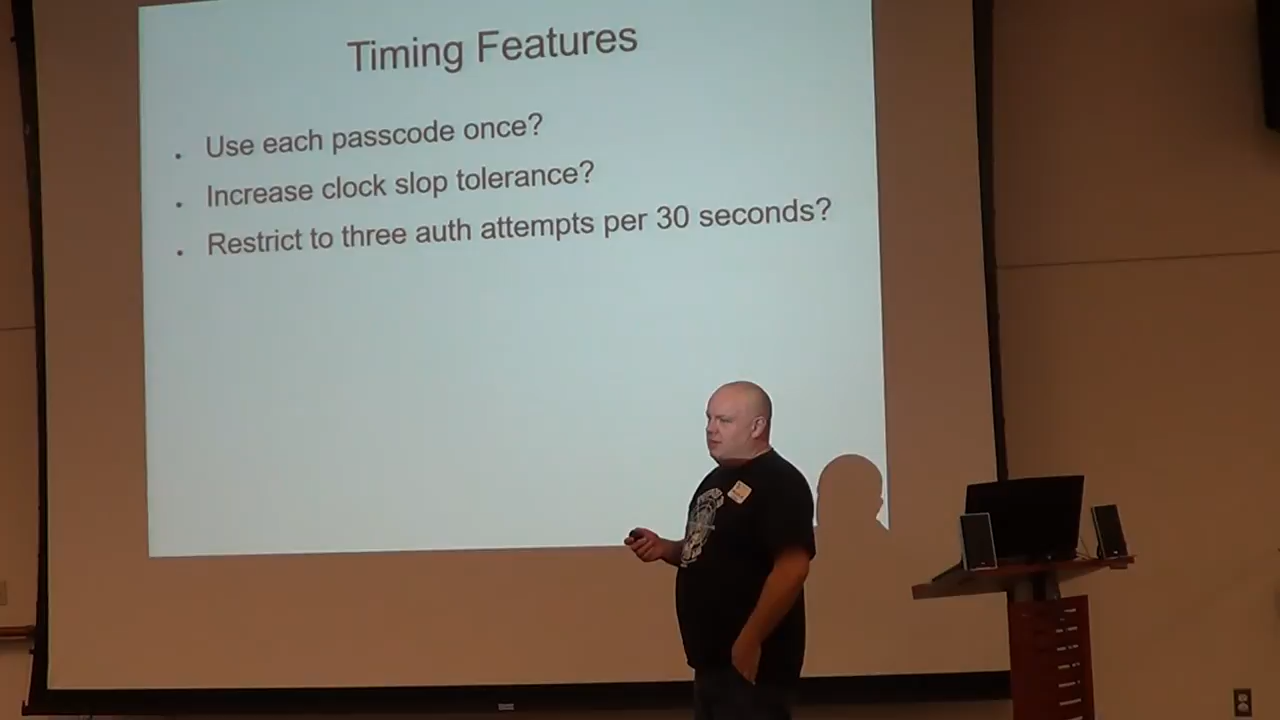 Timing Features
Use each passcode once?
Increase clock slop tolerance?
Restrict to three auth attempts per 30 seconds?